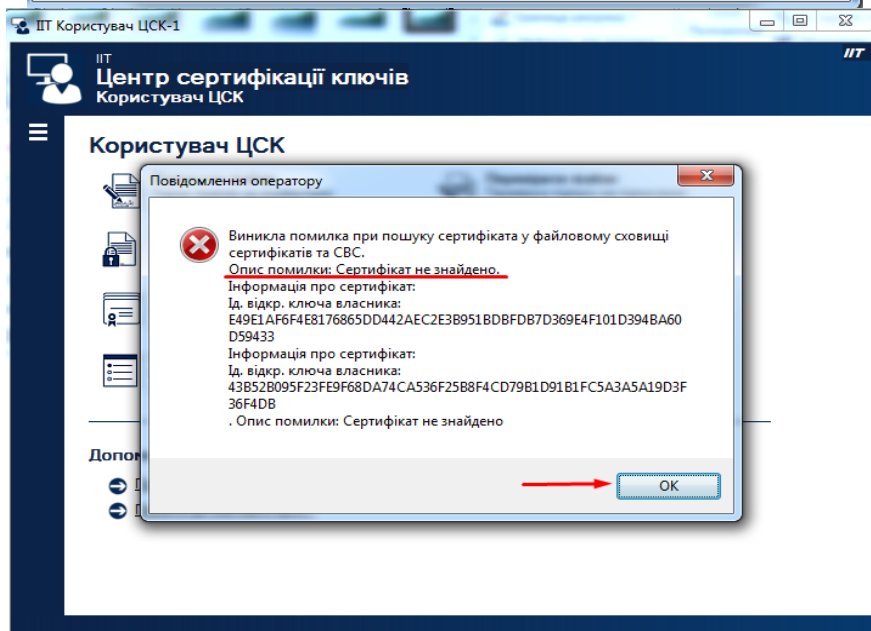 ІІТ Користувач ЦСК-1
ІІТ
ІІТ
Центр сертифікації ключів
Користувач ЦСК
Користувач ЦСК
Повідомлення оператору
Виникла помилка при пошуку сертифіката у файловому сховищі
сертифікатів та СВС.
Опис помилки: Сертифікат не знайдено.
Інформація про сертифікат:
Ід. відкр. ключа власника:
E49E1AF6F4E8176865DD442AEC2E3B951BDBFDB7D369E4F101D394BA60
D59433
Інформація про сертифікат:
Ід. відкр. ключа власника:
43B52B095F23FE9F68DA74CA536F25B8F4CD79B1D91B1FC5A3A5A19D3F
36F4DB
. Опис помилки: Сертифікат не знайдено
OK